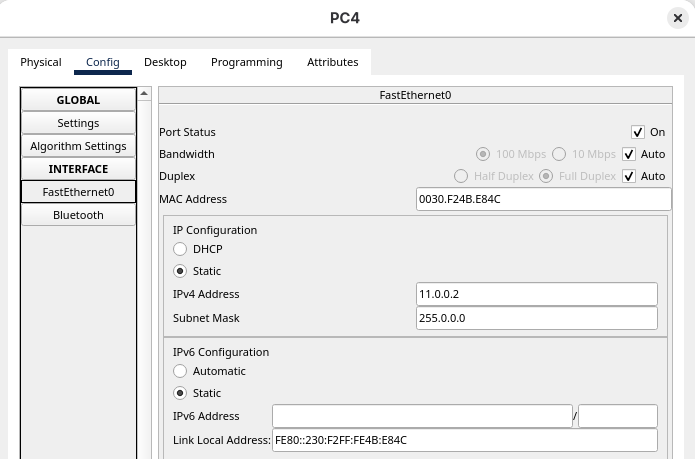 PC4
Physical Config Desktop Programming Attributes
GLOBAL
Settings
Algorithm Settings
INTERFACE
FastEthernet0
Bluetooth
FastEthernet0
Port Status On
Bandwidth 100 Mbps 10 Mbps Auto
Duplex Half Duplex Full Duplex Auto
MAC Address 0030.F24B.E84C
IP Configuration
DHCP
Static
IPv4 Address 11.0.0.2
Subnet Mask 255.0.0.0
IPv6 Configuration
Automatic
Static
IPv6 Address /
Link Local Address: FE80::230:F2FF:FE4B:E84C